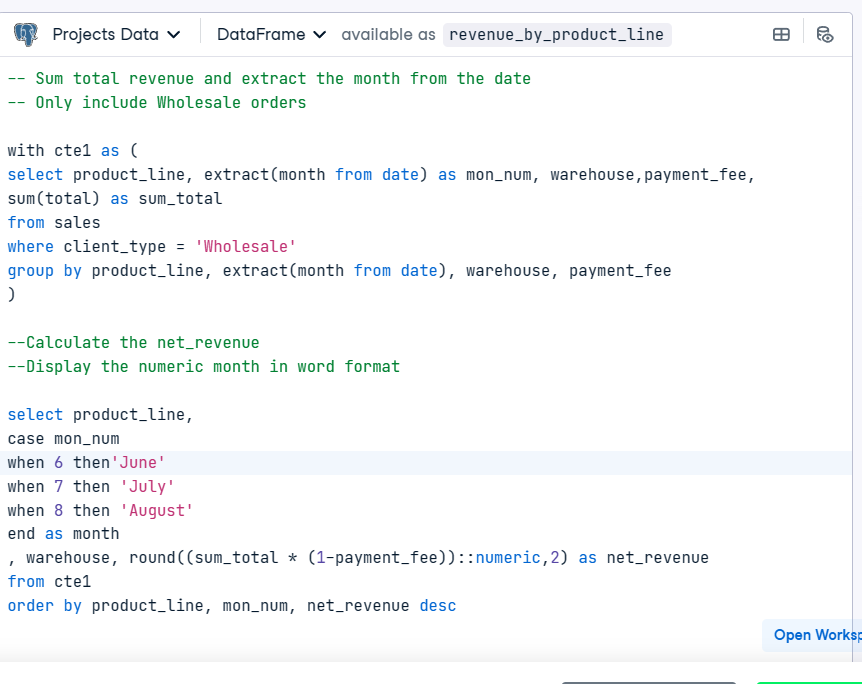 Projects Data DataFrame available as revenue_by_product_line
-- Sum total revenue and extract the month from the date
-- Only include Wholesale orders
with cte1 as (
select product_line, extract(month from date) as mon_num, warehouse,payment_fee,
sum(total) as sum_total
from sales
where client_type = 'Wholesale'
group by product_line, extract(month from date), warehouse, payment_fee
)
--Calculate the net_revenue
--Display the numeric month in word format
select product_line,
case mon_num
when 6 then'June'
when 7 then 'July'
when 8 then 'August'
end as month
, warehouse, round((sum_total * (1-payment_fee))::numeric,2) as net_revenue
from cte1
order by product_line, mon_num, net_revenue desc
Open Worksp